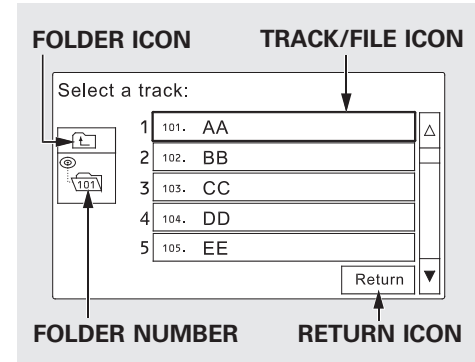 FOLDER ICON TRACK/FILE ICON
Select a track:
1 101. AA
2 102. BB
101
3 103. CC
4 104. DD
5 105. EE
Return
FOLDER NUMBER RETURN ICON